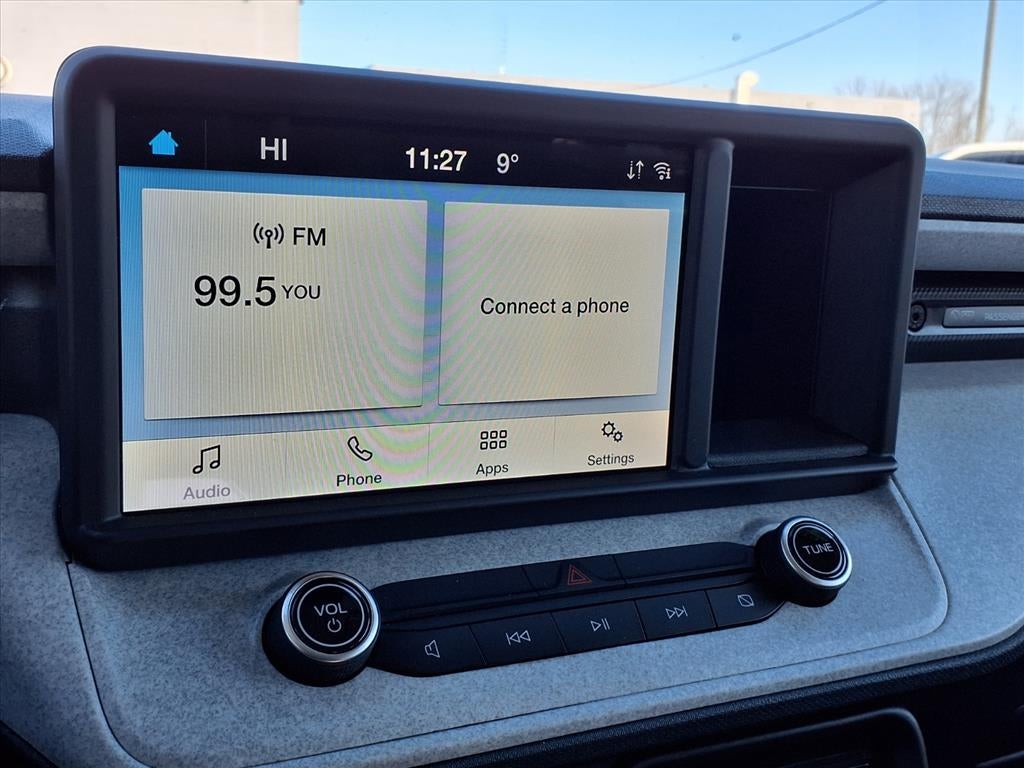 HI 11:27 9°
FM
99.5 YOU
Connect a phone
Audio Phone Apps Settings
VOL
TUNE